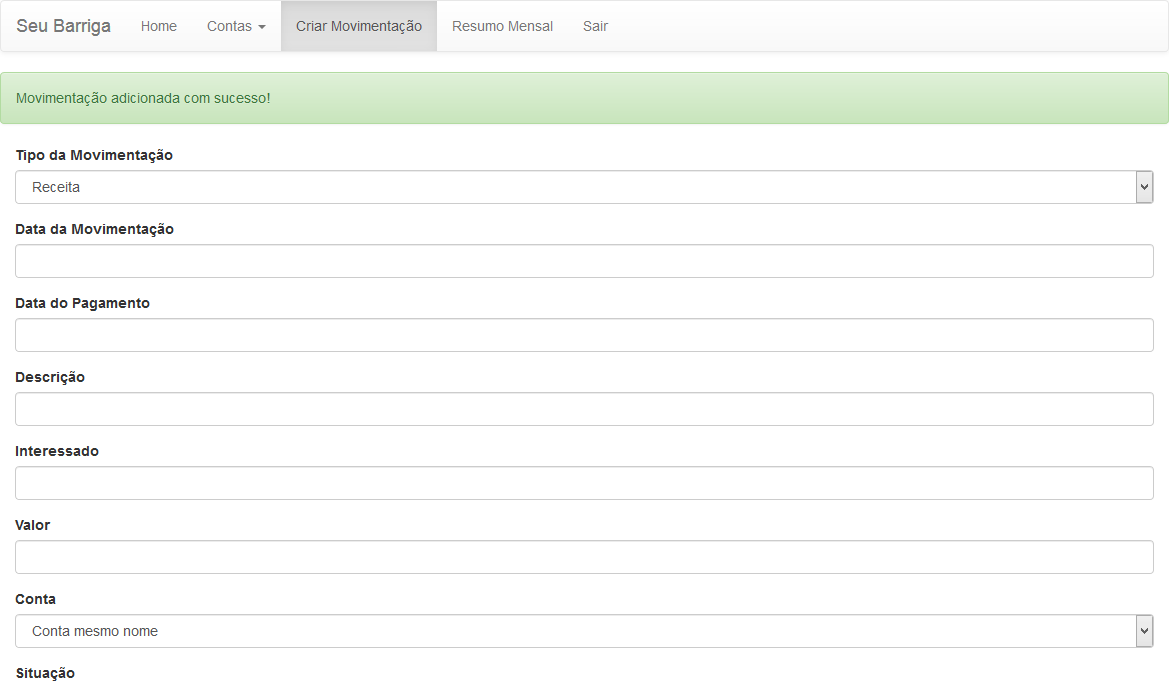 Seu Barriga Home Contas Criar Movimentação Resumo Mensal Sair
Movimentação adicionada com sucesso!
Tipo da Movimentação
Receita
Data da Movimentação
Data do Pagamento
Descrição
Interessado
Valor
Conta
Conta mesmo nome
Situação